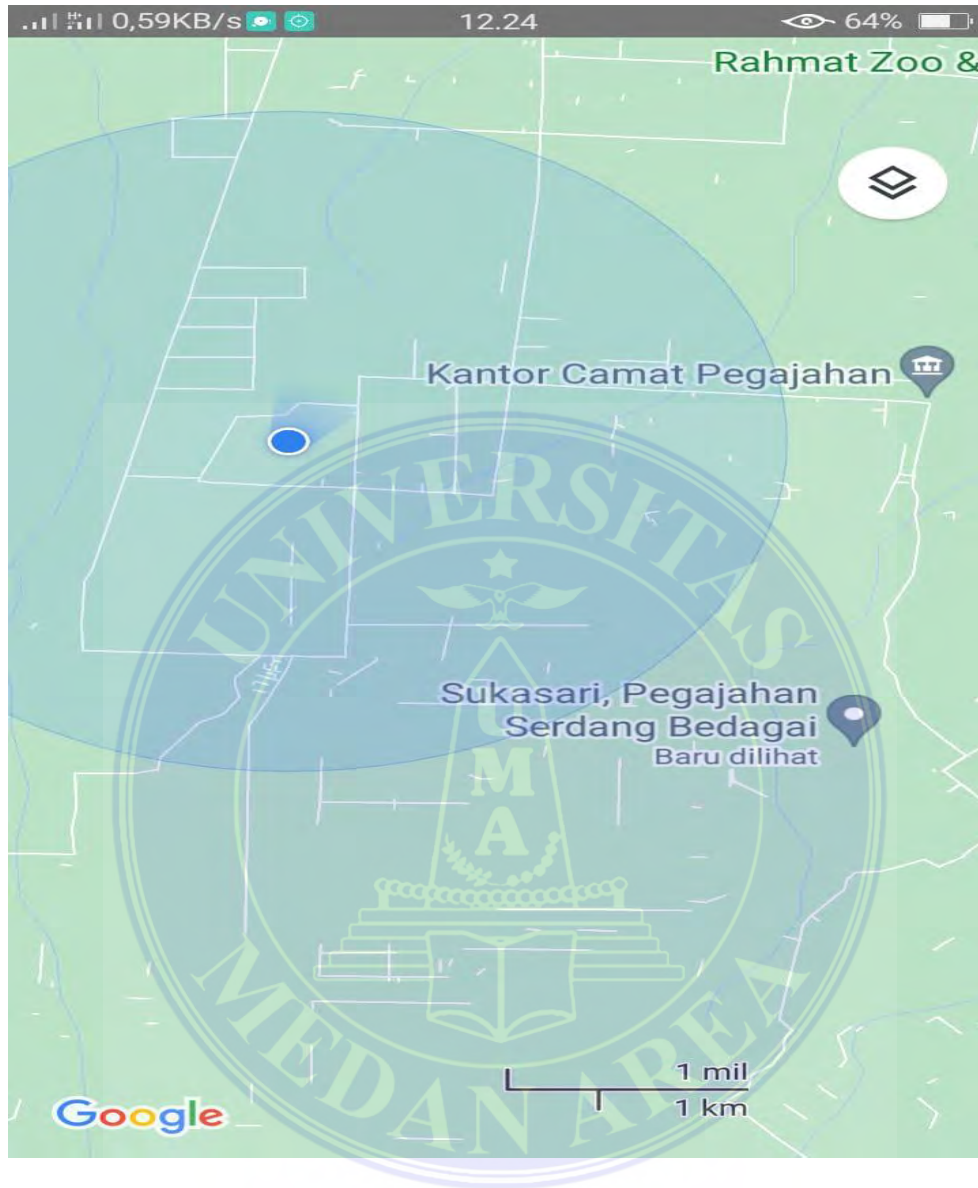 0,59KB/s
12.24
64%
Rahmat Zoo &
Kantor Camat Pegajahan
Sukasari, Pegajahan
Serdang Bedagai
Baru dilihat
1 mil
1 km
Google
UNIVERSITAS
UMA
MEDAN AREA